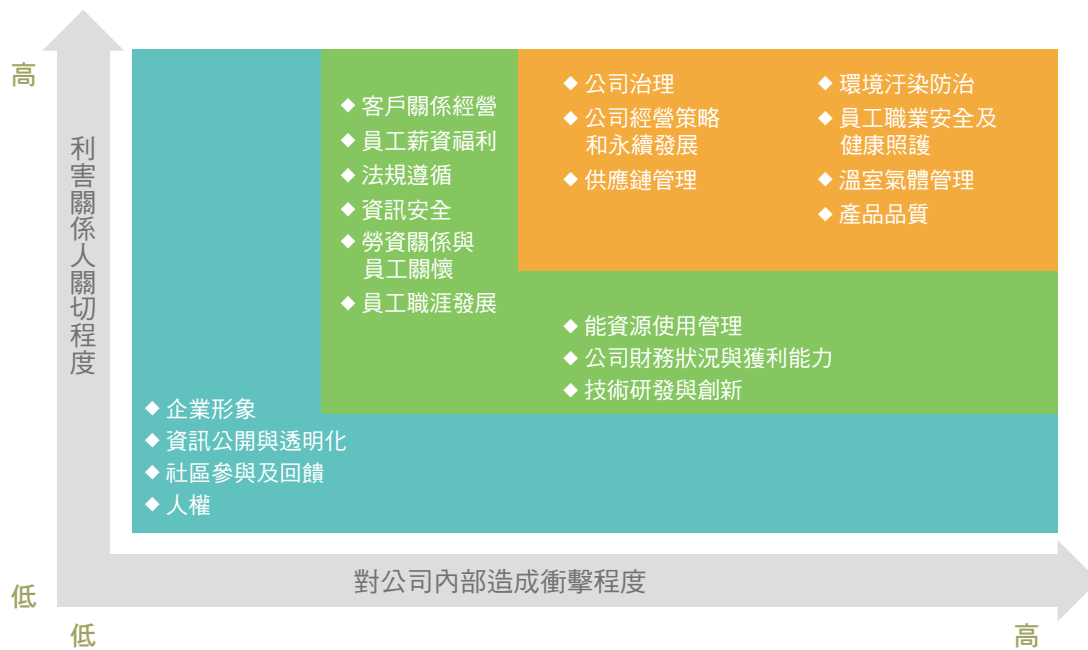 高
利害關係人關切程度
低
◆ 客戶關係經營
◆ 員工薪資福利
◆ 法規遵循
◆ 資訊安全
◆ 勞資關係與
員工關懷
◆ 員工職涯發展
◆ 公司治理
◆ 公司經營策略
和永續發展
◆ 供應鏈管理
◆ 環境汙染防治
◆ 員工職業安全及
健康照護
◆ 溫室氣體管理
◆ 產品品質
◆ 能資源使用管理
◆ 公司財務狀況與獲利能力
◆ 技術研發與創新
◆ 企業形象
◆ 資訊公開與透明化
◆ 社區參與及回饋
◆ 人權
對公司內部造成衝擊程度
低
高